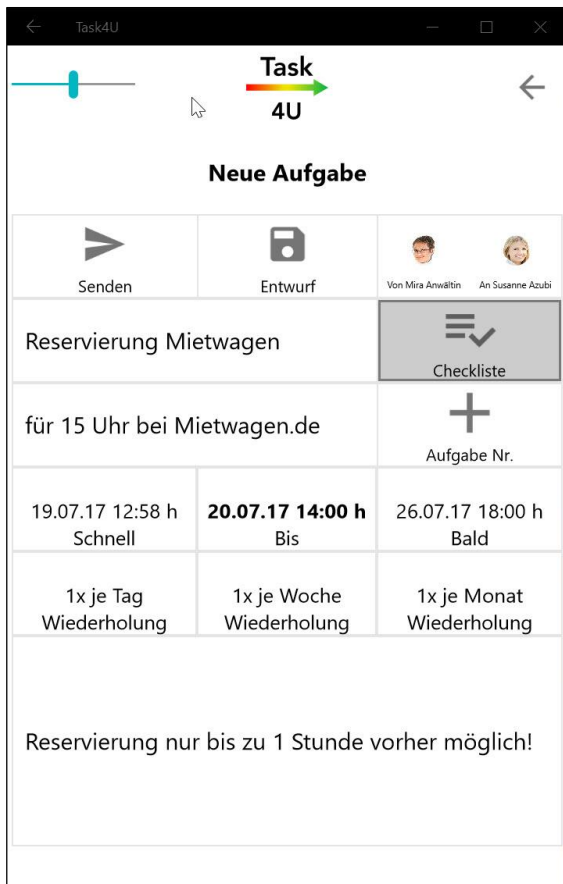 Task4U
Task
4U
Neue Aufgabe
Senden
Entwurf
Von Mira Anwältin
An Susanne Azubi
Reservierung Mietwagen
Checkliste
für 15 Uhr bei Mietwagen.de
Aufgabe Nr.
19.07.17 12:58 h
Schnell
20.07.17 14:00 h
Bis
26.07.17 18:00 h
Bald
1x je Tag
Wiederholung
1x je Woche
Wiederholung
1x je Monat
Wiederholung
Reservierung nur bis zu 1 Stunde vorher möglich!